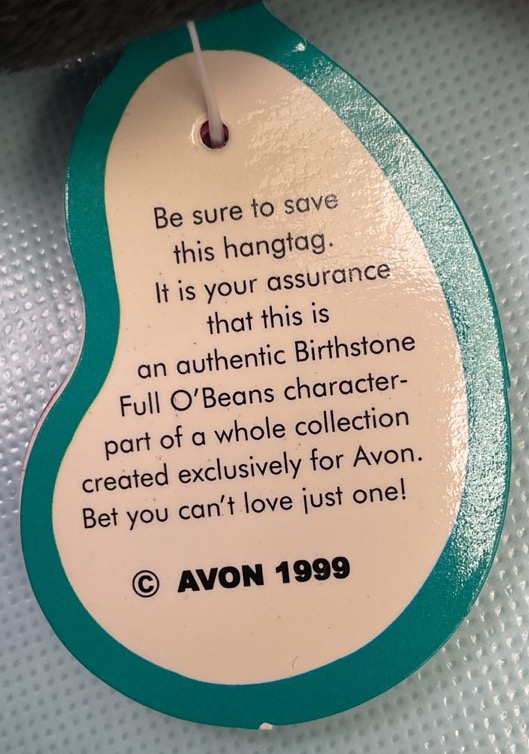 Be sure to save
this hangtag.
It is your assurance
that this is
an authentic Birthstone
Full O'Beans character-
part of a whole collection
created exclusively for Avon.
Bet you can't love just one!
© AVON 1999